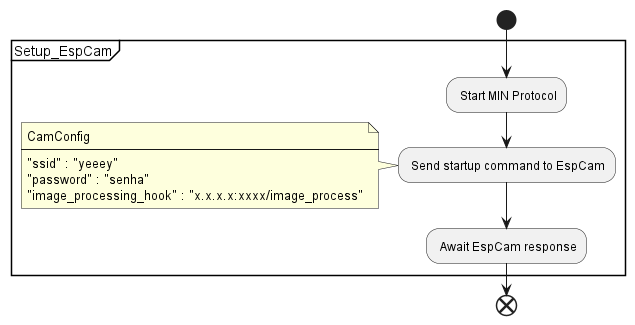 Setup_EspCam
Start MIN Protocol
CamConfig
"ssid" : "yeeey"
"password" : "senha"
"image_processing_hook" : "x.x.x.x:xxxx/image_process"
Send startup command to EspCam
Await EspCam response